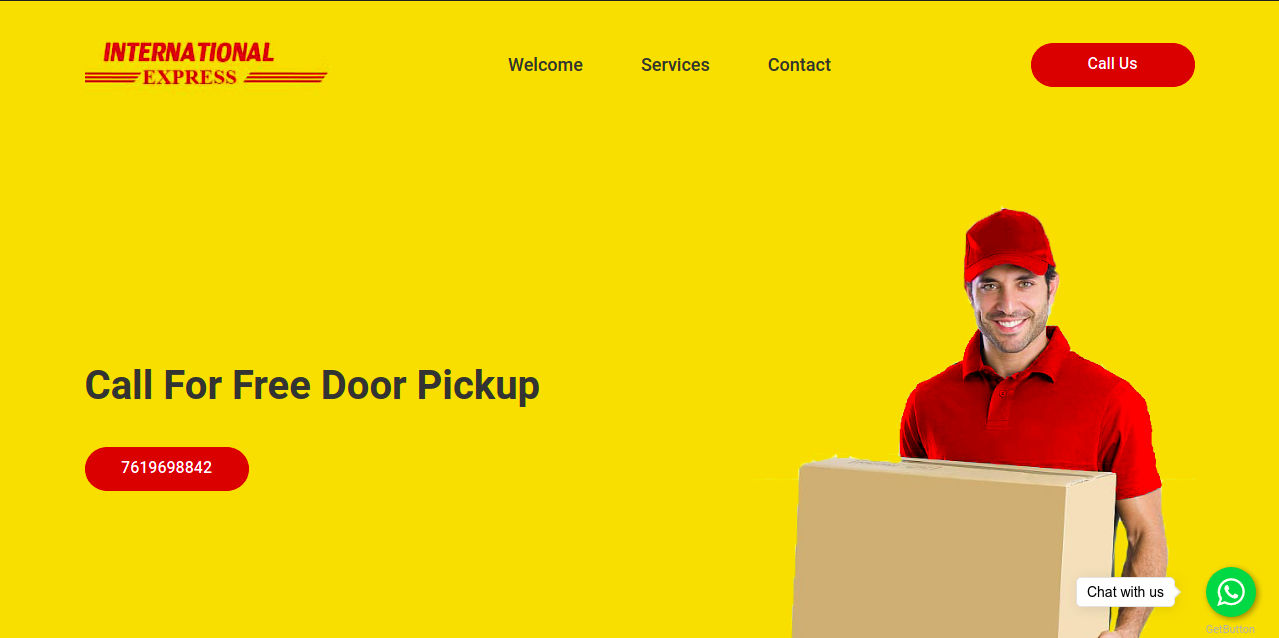 INTERNATIONAL
EXPRESS
Welcome
Services
Contact
Call Us
Call For Free Door Pickup
7619698842
Chat with us
GetButton